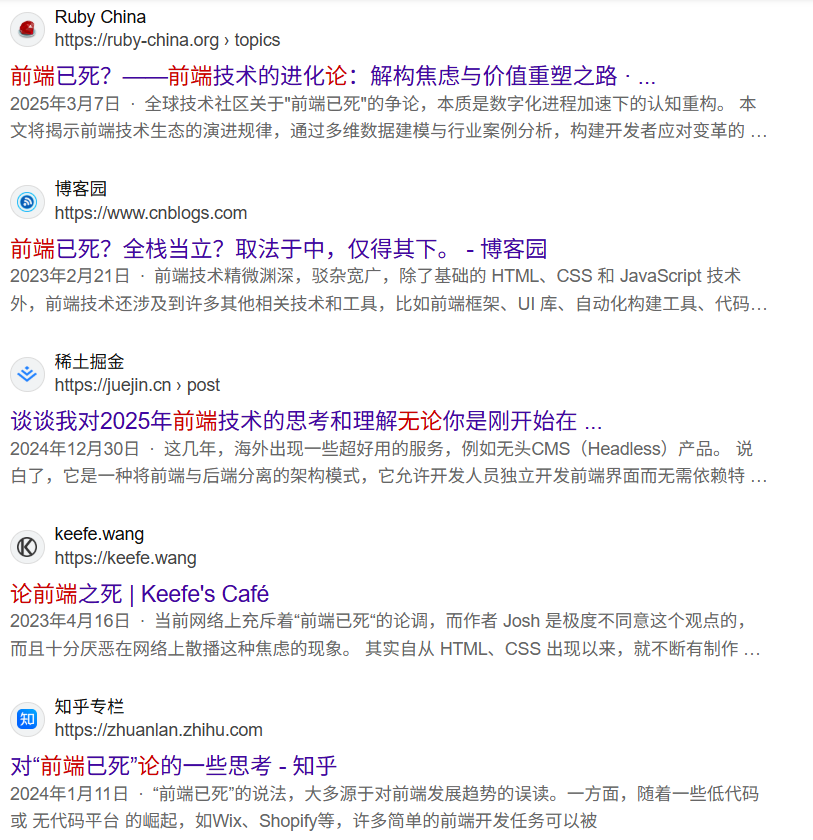 Ruby China
https://ruby-china.org › topics
前端已死？——前端技术的进化论：解构焦虑与价值重塑之路 · ...
2025年3月7日 · 全球技术社区关于"前端已死"的争论，本质是数字化进程加速下的认知重构。 本
文将揭示前端技术生态的演进规律，通过多维数据建模与行业案例分析，构建开发者应对变革的 …
博客园
https://www.cnblogs.com
前端已死？全栈当立？取法于中，仅得其下。 - 博客园
2023年2月21日 · 前端技术精微渊深，驳杂宽广，除了基础的 HTML、CSS 和 JavaScript 技术
外，前端技术还涉及到许多其他相关技术和工具，比如前端框架、UI 库、自动化构建工具、代码…
稀土掘金
https://juejin.cn › post
谈谈我对2025年前端技术的思考和理解无论你是刚开始在 ...
2024年12月30日 · 这几年，海外出现一些超好用的服务，例如无头CMS（Headless）产品。 说
白了，它是一种将前端与后端分离的架构模式，它允许开发人员独立开发前端界面而无需依赖特 …
keefe.wang
https://keefe.wang
论前端之死 | Keefe's Café
2023年4月16日 · 当前网络上充斥着“前端已死“的论调，而作者 Josh 是极度不同意这个观点的，
而且十分厌恶在网络上散播这种焦虑的现象。 其实自从 HTML、CSS 出现以来，就不断有制作 …
知
知乎专栏
https://zhuanlan.zhihu.com
对“前端已死”论的一些思考 - 知乎
2024年1月11日 · “前端已死”的说法，大多源于对前端发展趋势的误读。一方面，随着一些低代码
或 无代码平台 的崛起，如Wix、Shopify等，许多简单的前端开发任务可以被